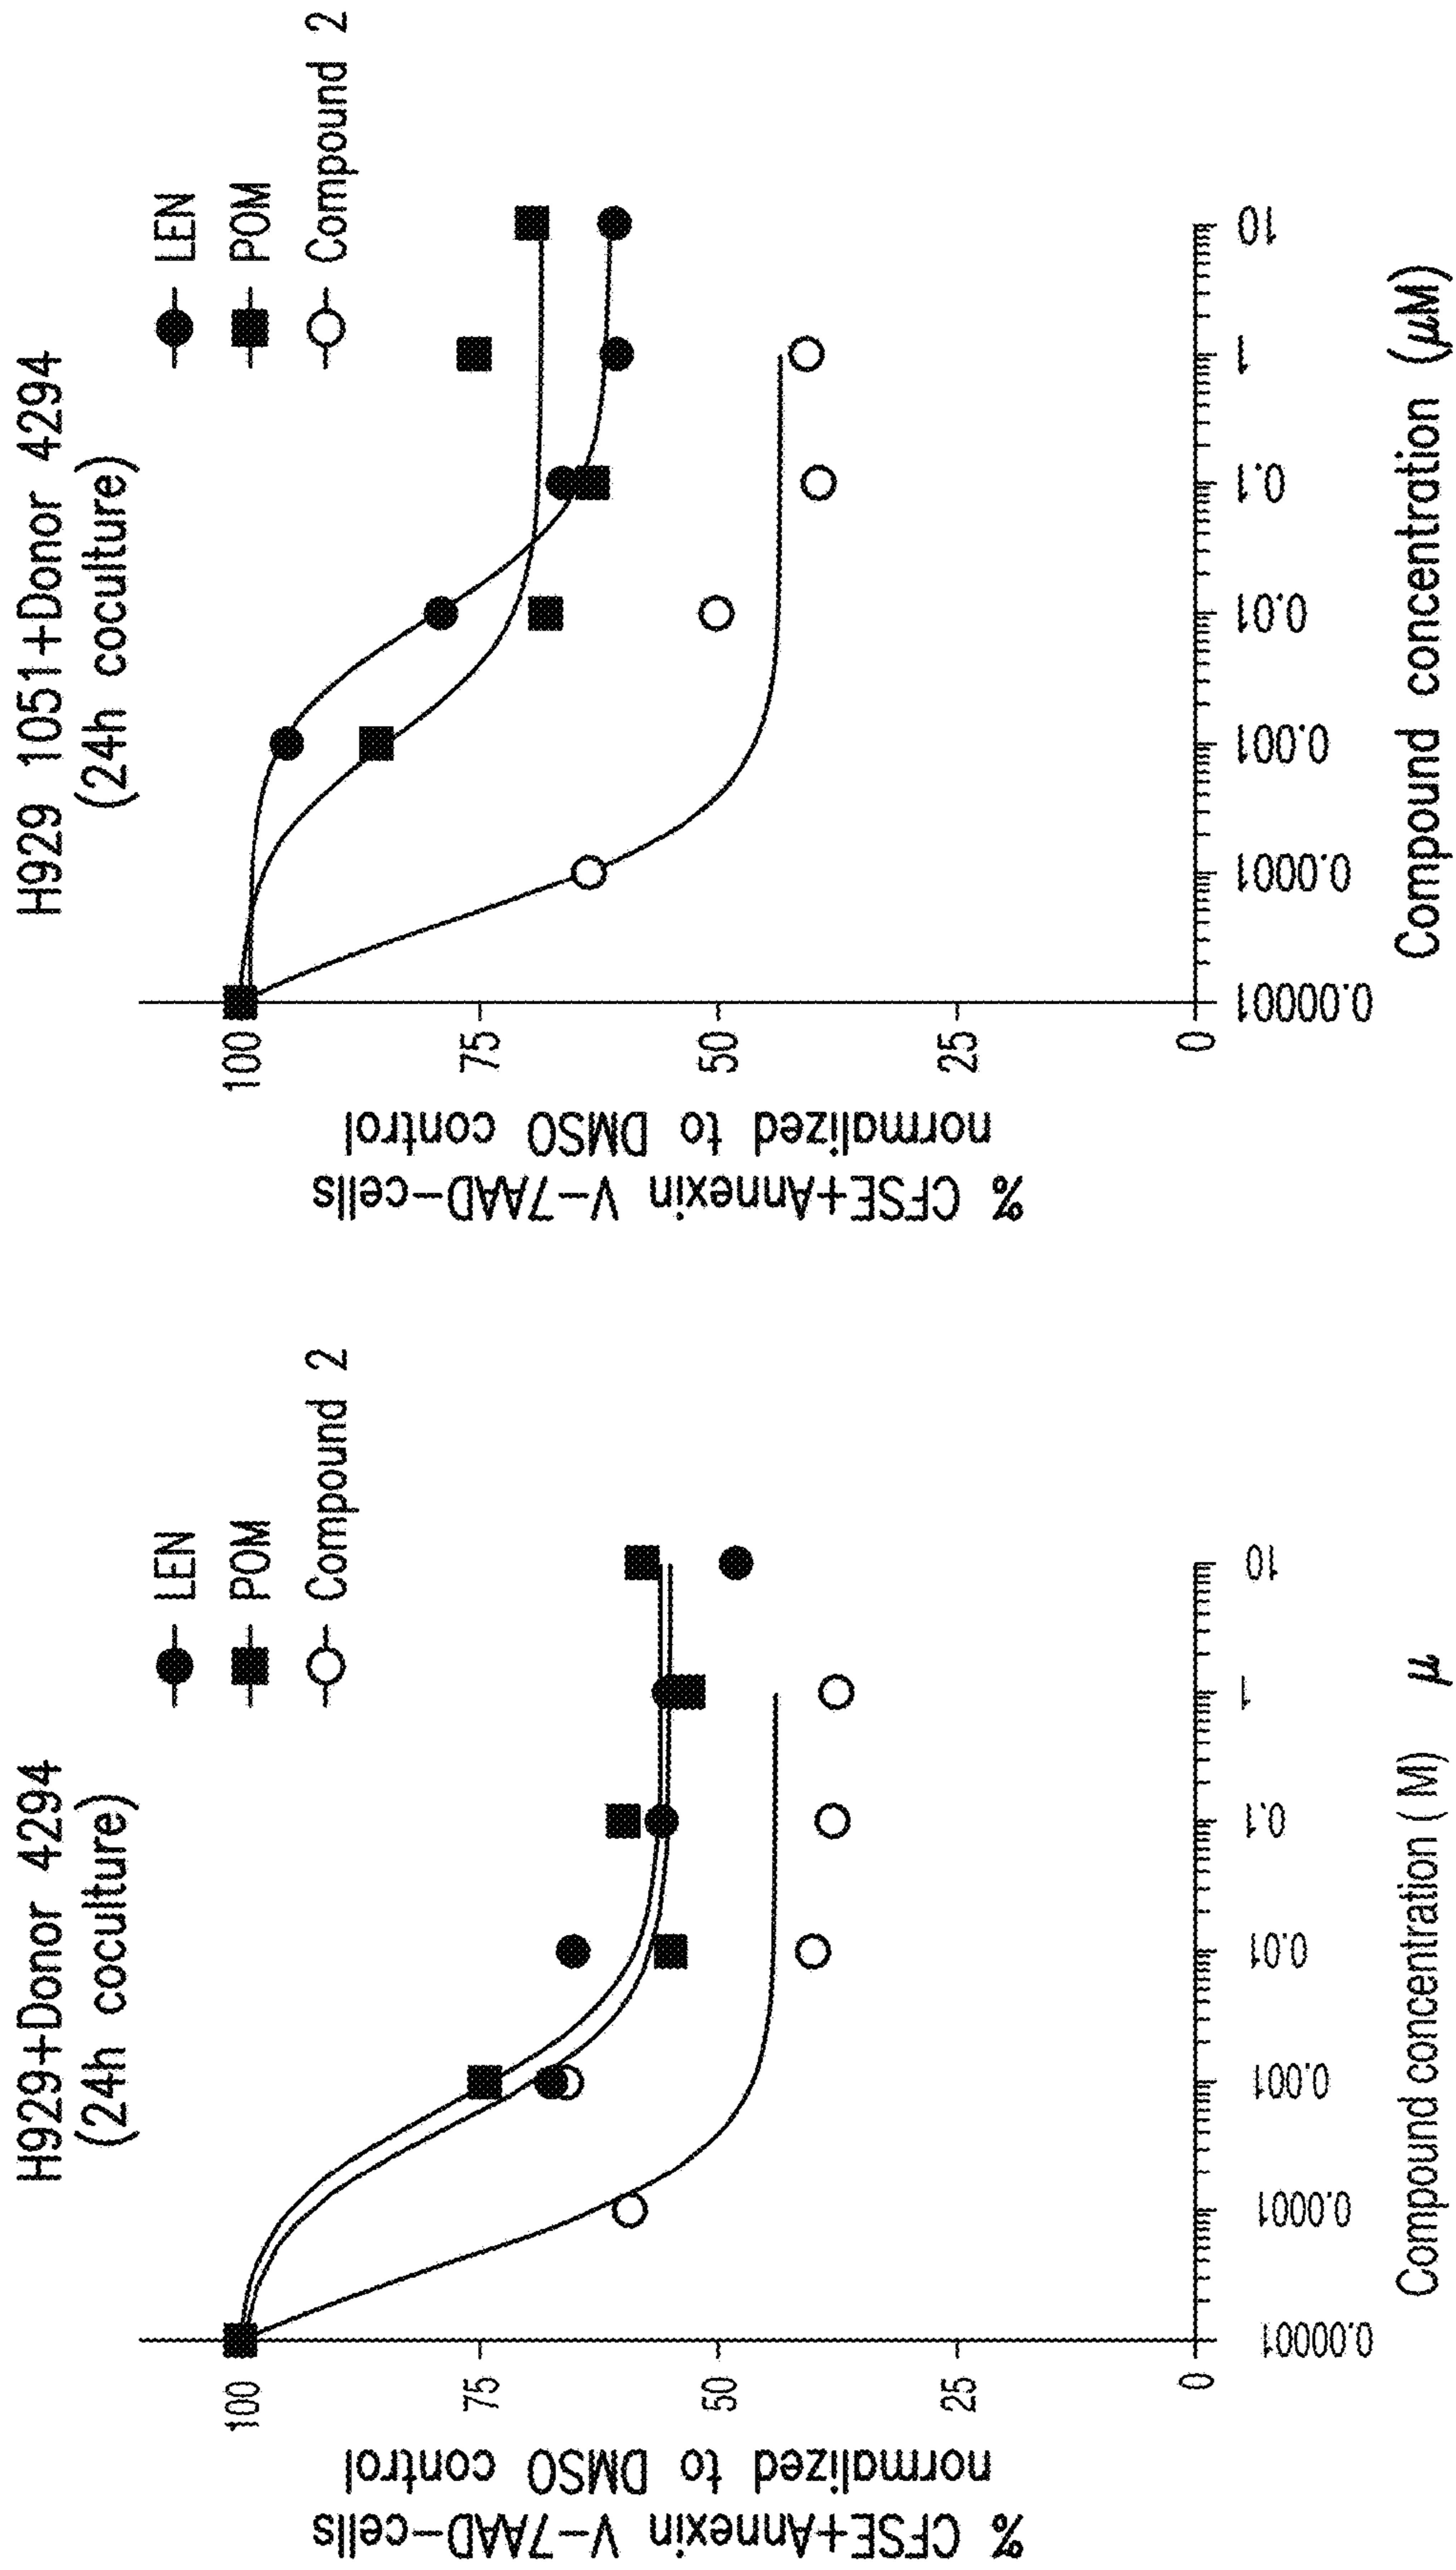 H929+Donor 4294
(24h coculture)
LEN
POM
Compound 2
% CFSE+Annexin V-7AAD-cells
normalized to DMSO control
100
75
50
25
0
0.00001
0.0001
0.001
0.01
0.1
1
10
Compound concentration ( M) μ
H929 1051+Donor 4294
(24h coculture)
LEN
POM
Compound 2
% CFSE+Annexin V-7AAD-cells
normalized to DMSO control
100
75
50
25
0
0.00001
0.0001
0.001
0.01
0.1
1
10
Compound concentration (μM)